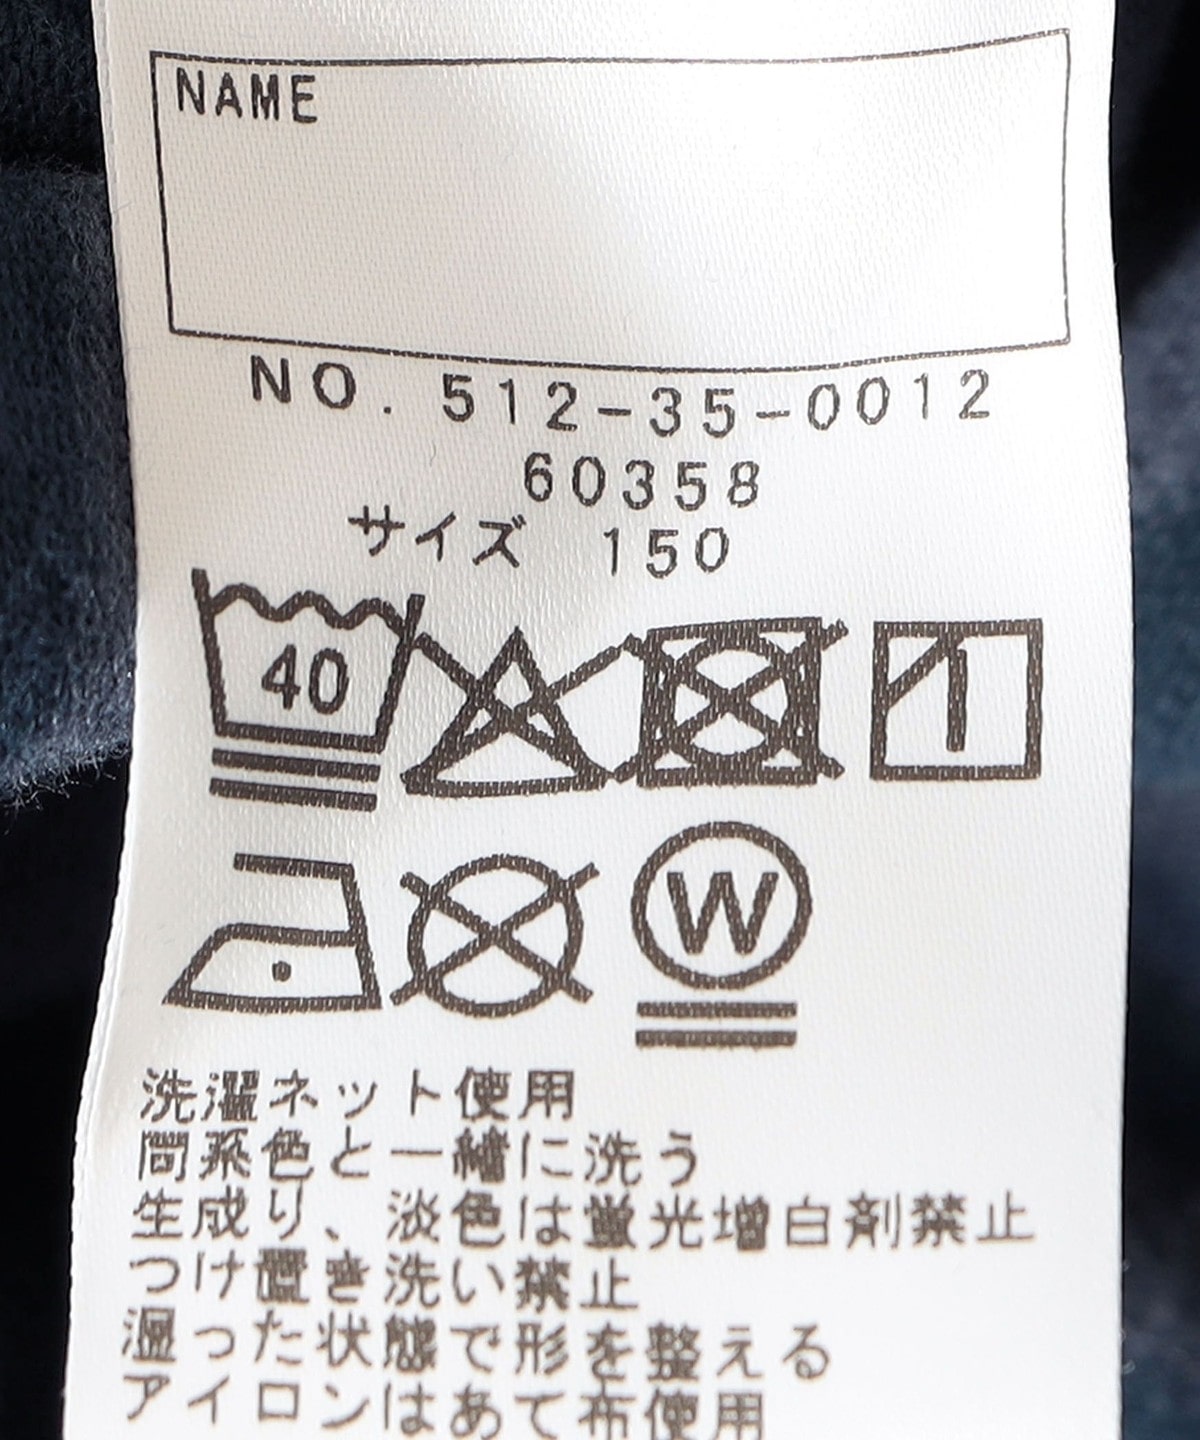 NAME
NO. 512-35-0012
60358
サイズ 150
40
W
洗濯ネット使用
同系色と一緒に洗う
生成り、淡色は蛍光増白剤禁止
つけ置き洗い禁止
湿った状態で形を整える
アイロンはあて布使用